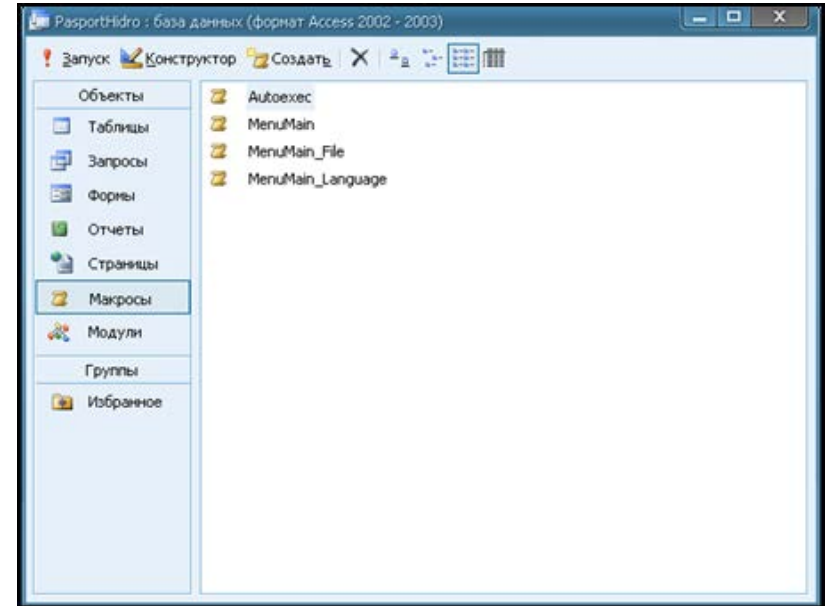 PasportHidro : база данных (формат Access 2002 - 2003)
Запуск Конструктор Создать
Объекты
Таблицы
Запросы
Формы
Отчеты
Страницы
Макросы
Модули
Группы
Избранное
Autoexec
MenuMain
MenuMain_File
MenuMain_Language